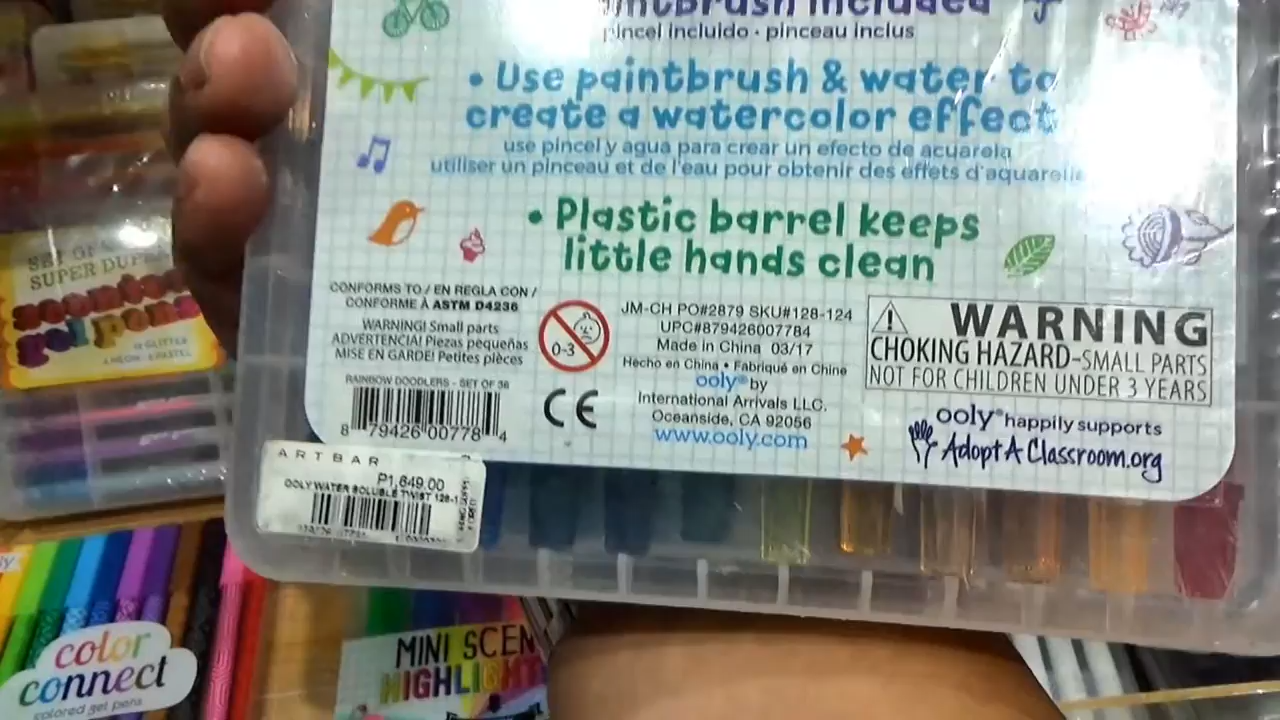 included
pincel incluido • pinceau inclus
• Use paintbrush & water to
create a watercolor effect
use pincel y agua para crear un efecto de acuarela
utiliser un pinceau et de l'eau pour obtenir des effets d'aquarelle
• Plastic barrel keeps
little hands clean
CONFORMS TO / EN REGLA CON /
CONFORME À ASTM D4236
WARNING! Small parts
ADVERTENCIA! Piezas pequeñas
MISE EN GARDE! Petites pièces
RAINBOW DOODLERS - SET OF 36
8 79426 00778 4
0-3
CE
JM-CH PO#2879 SKU#128-124
UPC#879426007784
Made in China 03/17
Hecho en China • Fabriqué en Chine
ooly® by
International Arrivals LLC.
Oceanside, CA 92056
www.ooly.com
WARNING
CHOKING HAZARD-SMALL PARTS
NOT FOR CHILDREN UNDER 3 YEARS
ooly® happily supports
AdoptAClassroom.org
ARTBAR
P1,649.00
OOLY WATER SOLUBLE TWIST 128-1
SET OF
SUPER DUPER
scented
gel pens
color
connect
colored gel pens
MINI SCEN
HIGHLIGHT